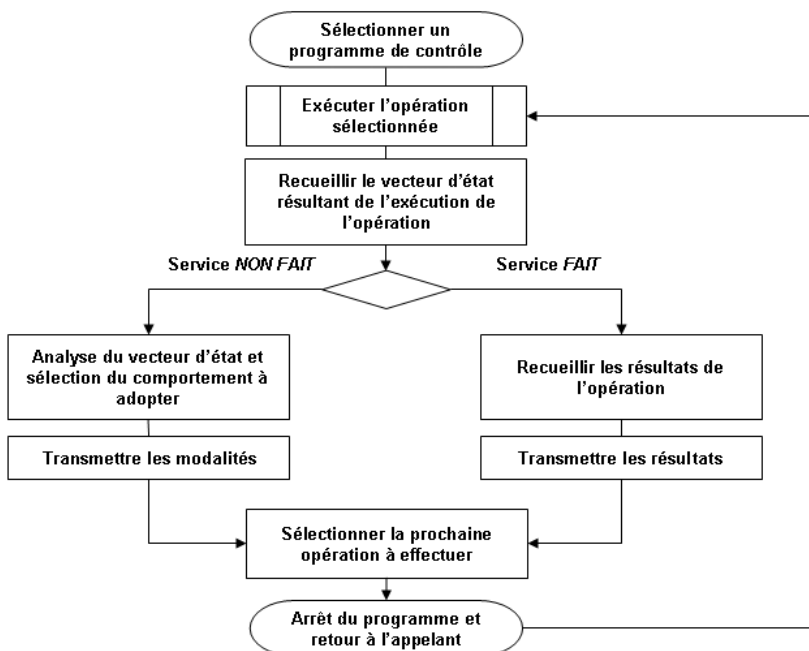 Sélectionner un
programme de contrôle
Exécuter l'opération
sélectionnée
Recueillir le vecteur d'état
résultant de l'exécution de
l'opération
Service NON FAIT
Service FAIT
Analyse du vecteur d'état et
sélection du comportement à
adopter
Recueillir les résultats de
l'opération
Transmettre les modalités
Transmettre les résultats
Sélectionner la prochaine
opération à effectuer
Arrêt du programme et
retour à l'appelant